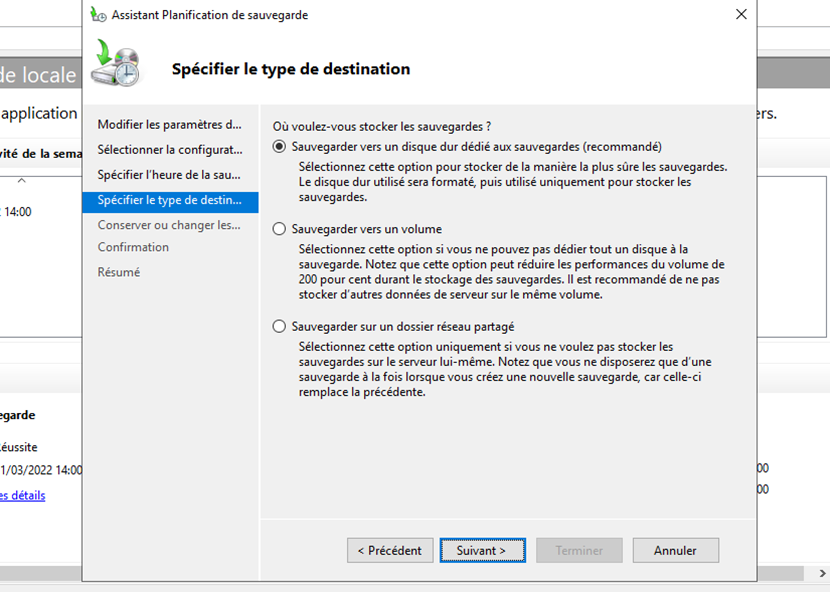 Assistant Planification de sauvegarde
de locale
Spécifier le type de destination
application
ers.
Modifier les paramètres d...
Où voulez-vous stocker les sauvegardes ?
Sélectionner la configurat...
Sauvegarder vers un disque dur dédié aux sauvegardes (recommandé)
vité de la sema
Spécifier l'heure de la sau...
Sélectionnez cette option pour stocker de la manière la plus sûre les sauvegardes.
Le disque dur utilisé sera formaté, puis utilisé uniquement pour stocker les
sauvegardes.
Spécifier le type de destin...
14:00
Conserver ou changer les...
Sauvegarder vers un volume
Confirmation
Sélectionnez cette option si vous ne pouvez pas dédier tout un disque à la
sauvegarde. Notez que cette option peut réduire les performances du volume de
Résumé
200 pour cent durant le stockage des sauvegardes. Il est recommandé de ne pas
stocker d'autres données de serveur sur le même volume.
Sauvegarder sur un dossier réseau partagé
Sélectionnez cette option uniquement si vous ne voulez pas stocker les
sauvegardes sur le serveur lui-même. Notez que vous ne disposerez que d'une
sauvegarde à la fois lorsque vous créez une nouvelle sauvegarde, car celle-ci
remplace la précédente.
egarde
éussite
1/03/2022 14:00
00
es détails
00
< Précédent
Suivant >
Terminer
Annuler